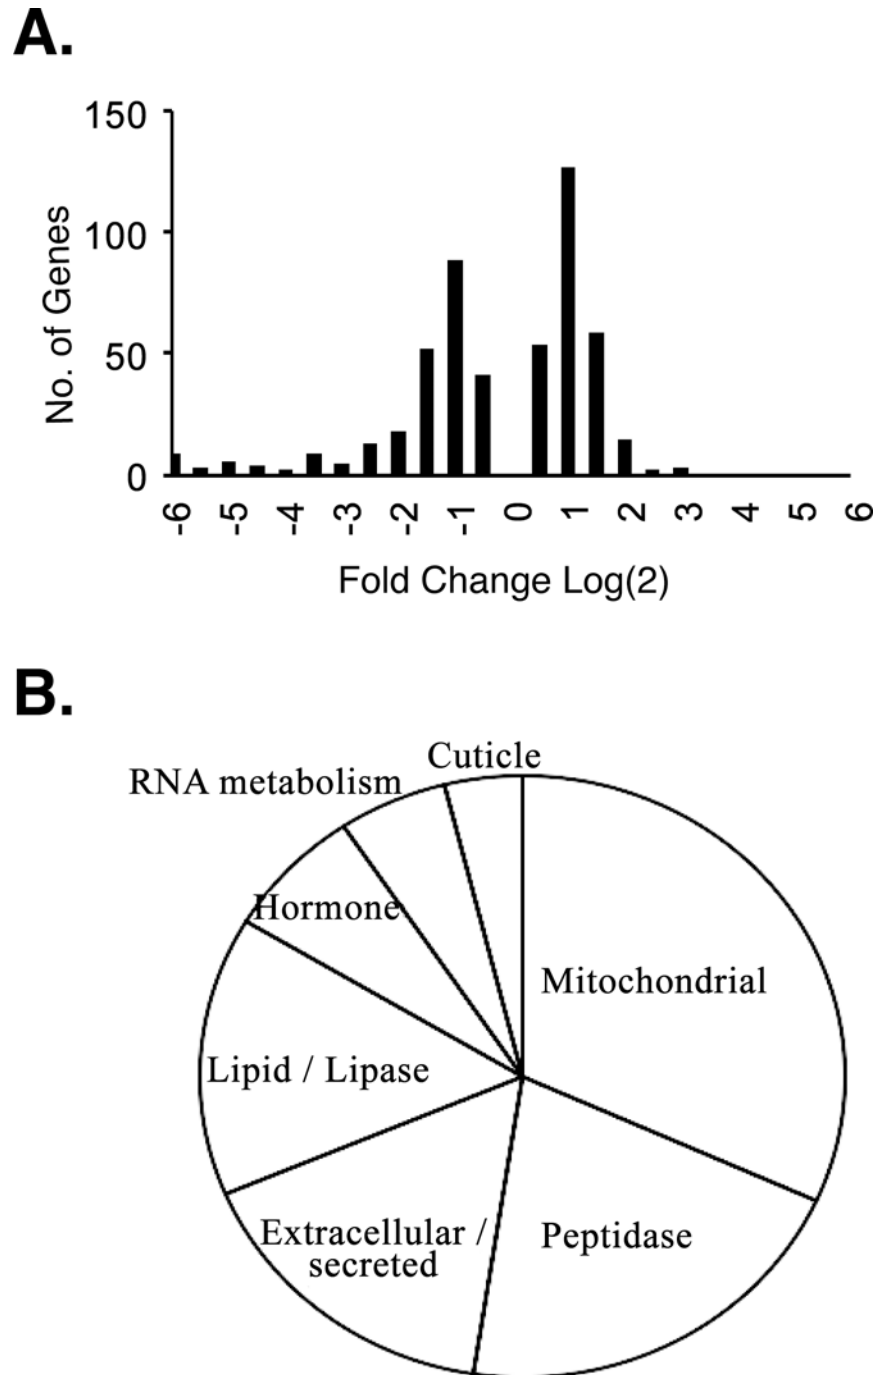 A.
150
100
50
0
No. of Genes
-6 -5 -4 -3 -2 -1 0 1 2 3 4 5 6
Fold Change Log(2)
B.
Cuticle
RNA metabolism
Hormone
Mitochondrial
Lipid / Lipase
Extracellular /
secreted
Peptidase